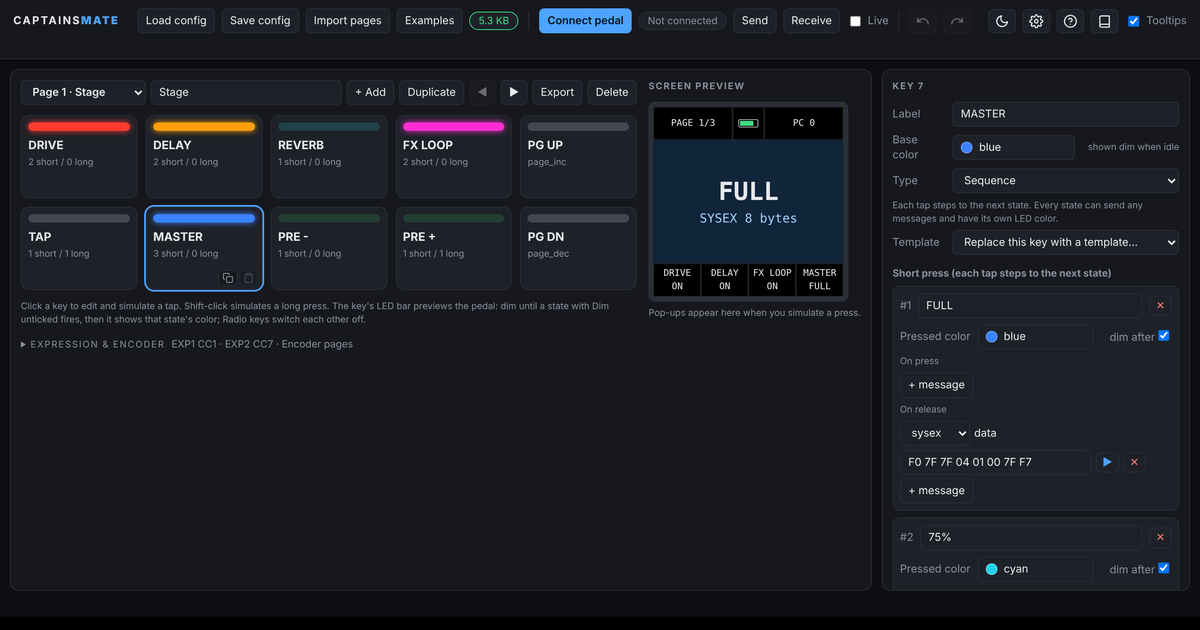 CAPTAINSMATE Load config Save config Import pages Examples 5.3 KB Connect pedal Not connected Send Receive Live Tooltips
Page 1 · Stage Stage + Add Duplicate Export Delete
DRIVE
2 short / 0 long
DELAY
2 short / 0 long
REVERB
1 short / 0 long
FX LOOP
2 short / 0 long
PG UP
page_inc
TAP
1 short / 1 long
MASTER
3 short / 0 long
PRE -
1 short / 0 long
PRE +
1 short / 1 long
PG DN
page_dec
Click a key to edit and simulate a tap. Shift-click simulates a long press. The key's LED bar previews the pedal: dim until a state with Dim
unticked fires, then it shows that state's color; Radio keys switch each other off.
EXPRESSION & ENCODER EXP1 CC1 · EXP2 CC7 · Encoder pages
SCREEN PREVIEW
PAGE 1/3 PC 0
FULL
SYSEX 8 bytes
DRIVE DELAY FX LOOP MASTER
ON ON ON FULL
Pop-ups appear here when you simulate a press.
KEY 7
Label MASTER
Base
color
blue shown dim when idle
Type Sequence
Each tap steps to the next state. Every state can send any
messages and have its own LED color.
Template Replace this key with a template...
Short press (each tap steps to the next state)
#1 FULL
Pressed color blue dim after
On press
+ message
On release
sysex data
F0 7F 7F 04 01 00 7F F7
+ message
#2 75%
Pressed color cyan dim after